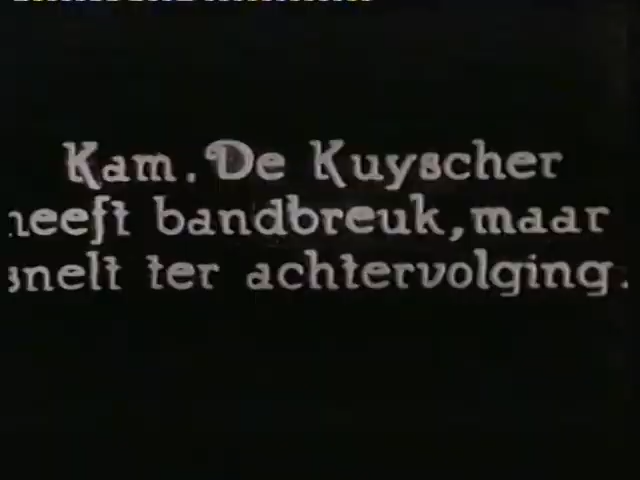 Kam. De Kuyscher
heeft bandbreuk, maar
snelt ter achtervolging.